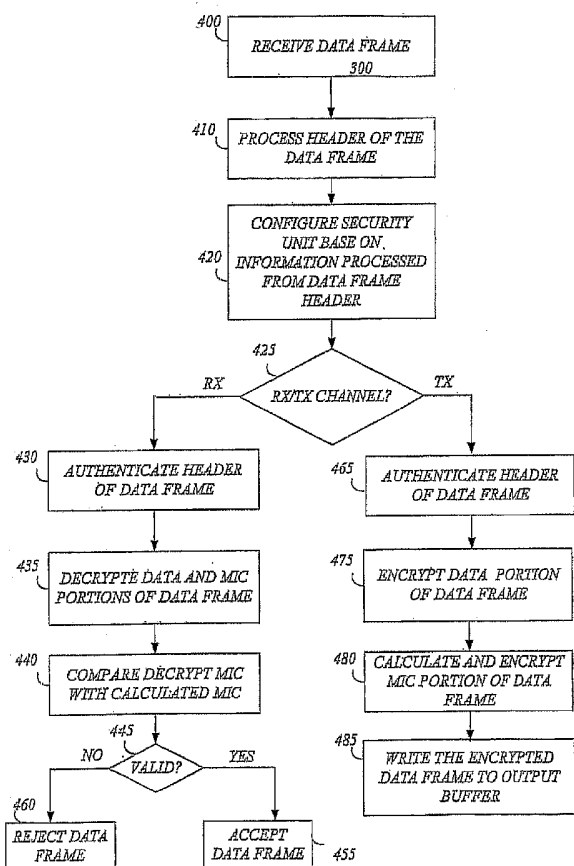 400
RECEIVE DATA FRAME
300
410
PROCESS HEADER OF THE
DATA FRAME
420
CONFIGURE SECURITY
UNIT BASE ON
INFORMATION PROCESSED
FROM DATA FRAME
HEADER
425
RX
RX/TX CHANNEL?
TX
430
AUTHENTICATE HEADER
OF DATA FRAME
465
AUTHENTICATE HEADER
OF DATA FRAME
435
DECRYPTE DATA AND MIC
PORTIONS OF DATA FRAME
475
ENCRYPT DATA PORTION
OF DATA FRAME
440
COMPARE DECRYPT MIC
WITH CALCULATED MIC
480
CALCULATE AND ENCRYPT
MIC PORTION OF DATA
FRAME
445
NO
VALID?
YES
485
WRITE THE ENCRYPTED
DATA FRAME TO OUTPUT
BUFFER
460
REJECT DATA
FRAME
ACCEPT
DATA FRAME
455